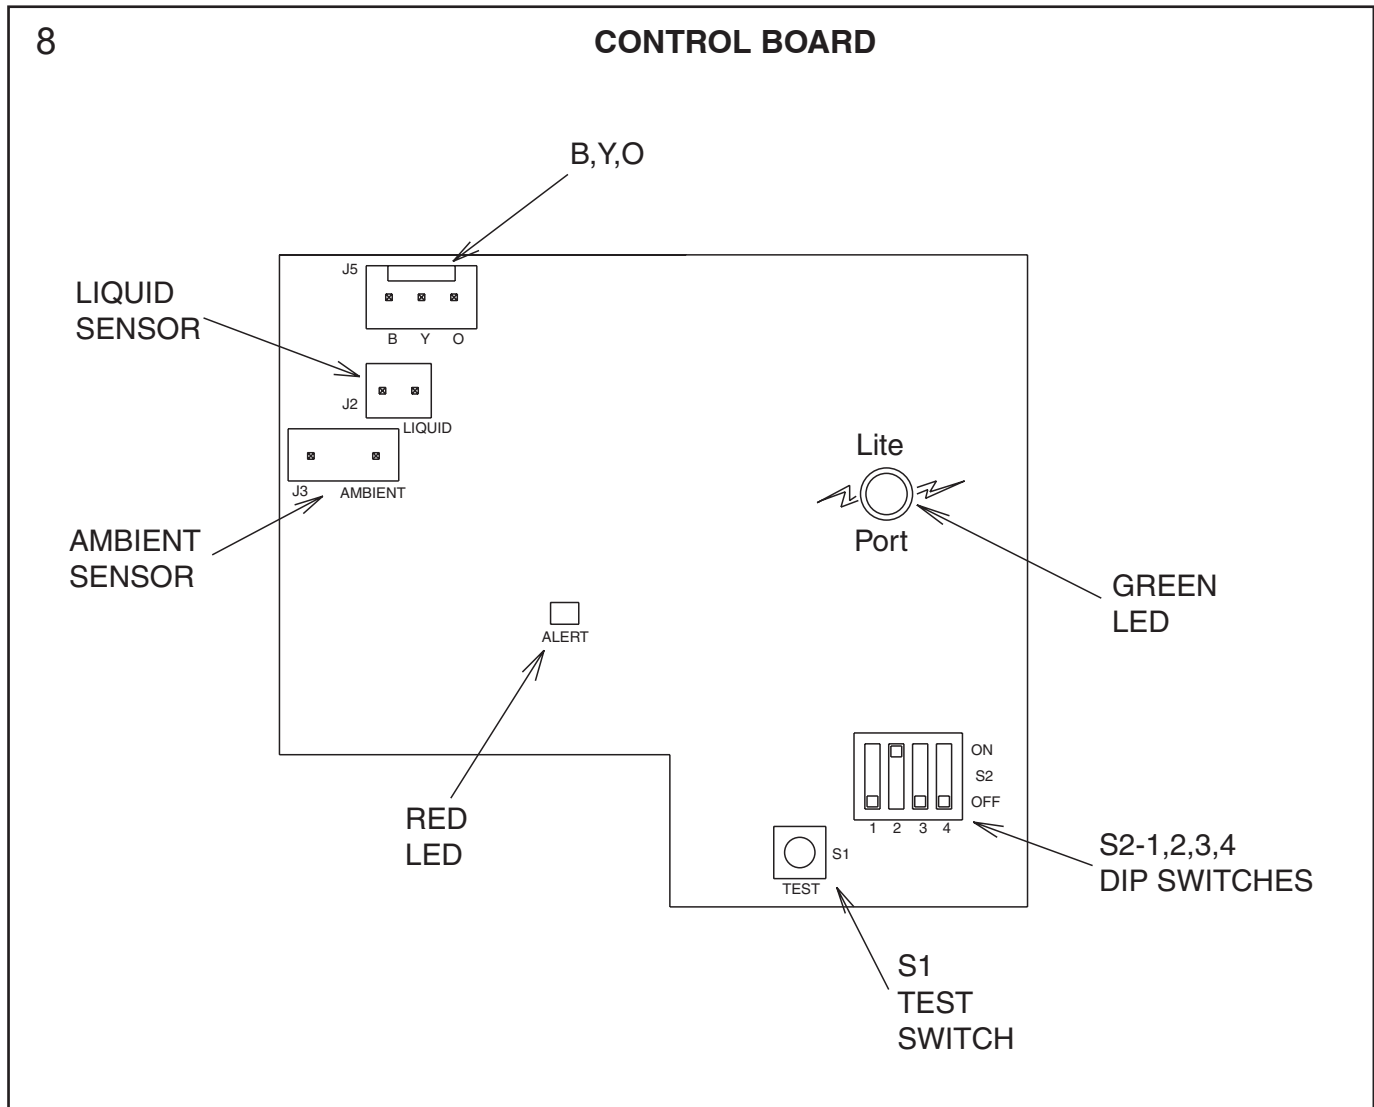 8
CONTROL BOARD
B,Y,O
J5
B Y O
LIQUID
SENSOR
J2
LIQUID
J3
AMBIENT
AMBIENT
SENSOR
Lite
Port
GREEN
LED
ALERT
RED
LED
ON
S2
OFF
1 2 3 4
S2-1,2,3,4
DIP SWITCHES
S1
TEST
S1
TEST
SWITCH